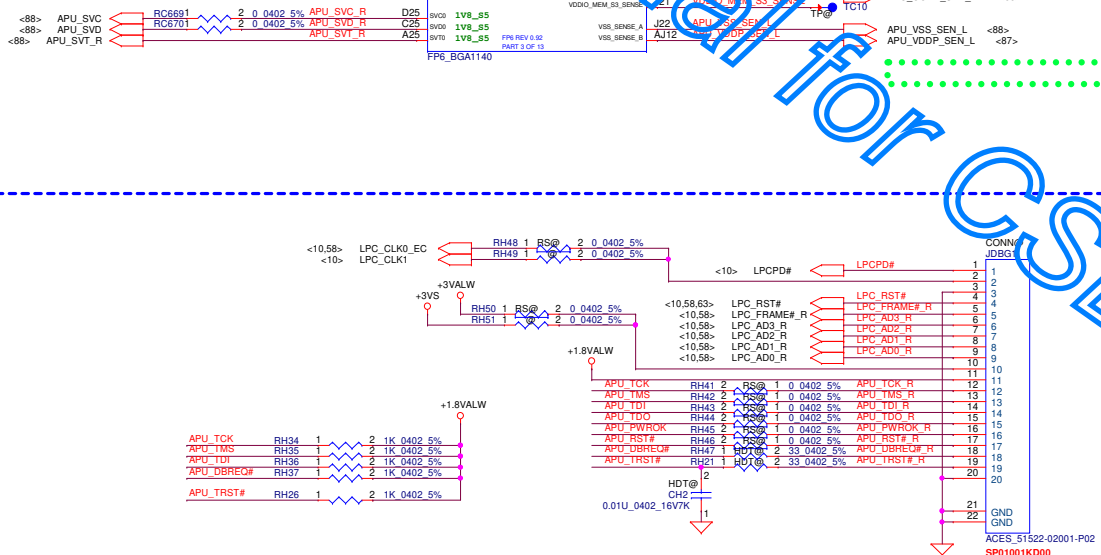 <88> APU_SVC RC669 1 2 0_0402_5% APU_SVC_R D25 SVC0 1V8_S5
<88> APU_SVD RC670 1 2 0_0402_5% APU_SVD_R C25 SVD0 1V8_S5
<88> APU_SVT_R APU_SVT_R A25 SVT0 1V8_S5
VDDIO_MEM_S3_SENSE
TP@ TC10
VSS_SENSE_A J22 APU_VSS_SEN_L APU_VSS_SEN_L <88>
VSS_SENSE_B AJ12 APU_VDDP_SEN_L APU_VDDP_SEN_L <87>
FP6 REV 0.92
PART 3 OF 13
FP6_BGA1140
for
<10,58> LPC_CLK0_EC RH48 1 RS@ 2 0_0402_5%
<10> LPC_CLK1 RH49 1 @ 2 0_0402_5%
CONN@
JDBG1
<10> LPCPD# LPCPD# 1 1
2 2
+3VALW
+3VS
3 3
RH50 1 RS@ 2 0_0402_5%
RH51 1 @ 2 0_0402_5%
<10,58,63> LPC_RST# LPC_RST# 4 4
<10,58> LPC_FRAME#_R LPC_FRAME#_R 5 5
<10,58> LPC_AD3_R LPC_AD3_R 6 6
<10,58> LPC_AD2_R LPC_AD2_R 7 7
<10,58> LPC_AD1_R LPC_AD1_R 8 8
<10,58> LPC_AD0_R LPC_AD0_R 9 9
+1.8VALW
10 10
11 11
APU_TCK RH41 2 RS@ 1 0_0402_5% APU_TCK_R 12 12
APU_TMS RH42 2 RS@ 1 0_0402_5% APU_TMS_R 13 13
APU_TDI RH43 2 RS@ 1 0_0402_5% APU_TDI_R 14 14
APU_TDO RH44 2 RS@ 1 0_0402_5% APU_TDO_R 15 15
APU_PWROK RH45 2 RS@ 1 0_0402_5% APU_PWROK_R 16 16
APU_RST# RH46 2 RS@ 1 0_0402_5% APU_RST#_R 17 17
APU_DBREQ# RH47 1 HDT@ 2 33_0402_5% APU_DBREQ#_R 18 18
APU_TRST# RH21 1 HDT@ 2 33_0402_5% APU_TRST#_R 19 19
20 20
+1.8VALW
APU_TCK RH34 1 2 1K_0402_5%
APU_TMS RH35 1 2 1K_0402_5%
APU_TDI RH36 1 2 1K_0402_5%
APU_DBREQ# RH37 1 2 1K_0402_5%
APU_TRST# RH26 1 2 1K_0402_5%
HDT@ 2
CH2
0.01U_0402_16V7K
1
21 GND
22 GND
ACES_51522-02001-P02
SP01001KD00